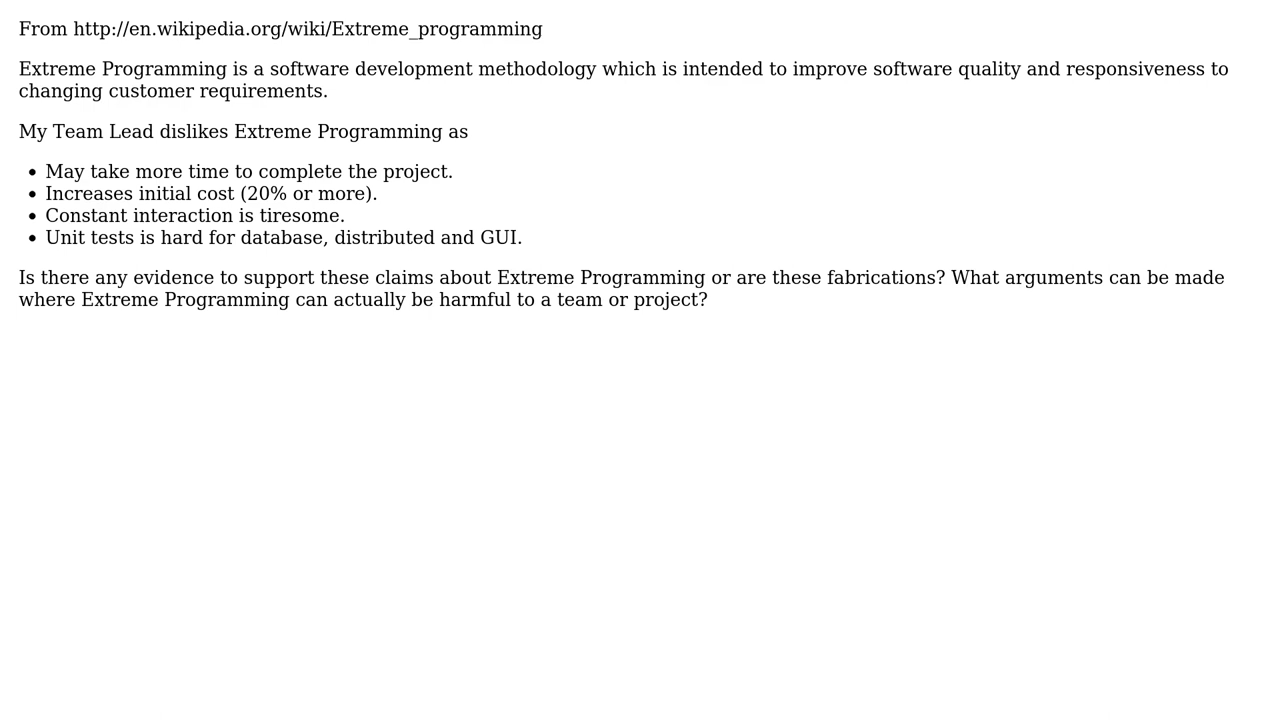 From http://en.wikipedia.org/wiki/Extreme_programming
Extreme Programming is a software development methodology which is intended to improve software quality and responsiveness to
changing customer requirements.
My Team Lead dislikes Extreme Programming as
• May take more time to complete the project.
• Increases initial cost (20% or more).
• Constant interaction is tiresome.
• Unit tests is hard for database, distributed and GUI.
Is there any evidence to support these claims about Extreme Programming or are these fabrications? What arguments can be made
where Extreme Programming can actually be harmful to a team or project?